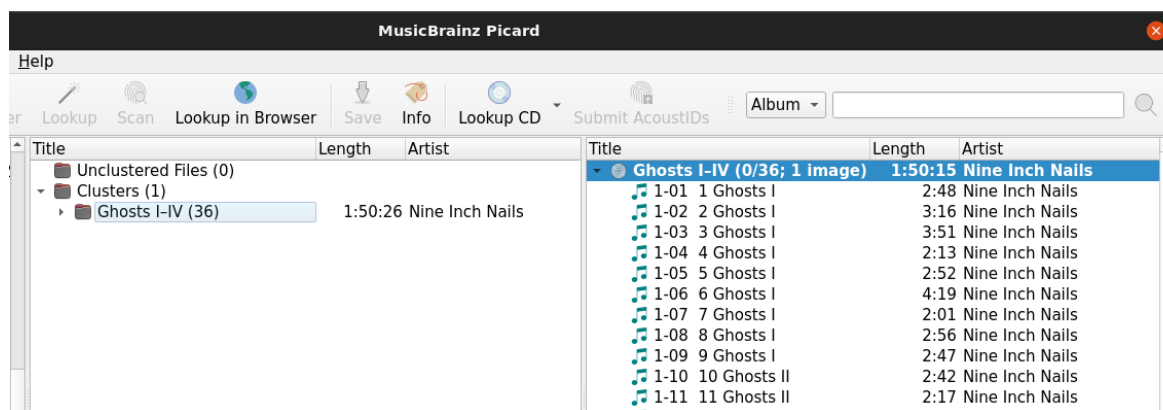 MusicBrainz Picard
Help
er Lookup Scan Lookup in Browser Save Info Lookup CD Submit AcoustIDs Album
Title Length Artist Title Length Artist
Unclustered Files (0) Ghosts I–IV (0/36; 1 image) 1:50:15 Nine Inch Nails
Clusters (1) 1-01 1 Ghosts I 2:48 Nine Inch Nails
Ghosts I–IV (36) 1:50:26 Nine Inch Nails 1-02 2 Ghosts I 3:16 Nine Inch Nails
1-03 3 Ghosts I 3:51 Nine Inch Nails
1-04 4 Ghosts I 2:13 Nine Inch Nails
1-05 5 Ghosts I 2:52 Nine Inch Nails
1-06 6 Ghosts I 4:19 Nine Inch Nails
1-07 7 Ghosts I 2:01 Nine Inch Nails
1-08 8 Ghosts I 2:56 Nine Inch Nails
1-09 9 Ghosts I 2:47 Nine Inch Nails
1-10 10 Ghosts II 2:42 Nine Inch Nails
1-11 11 Ghosts II 2:17 Nine Inch Nails